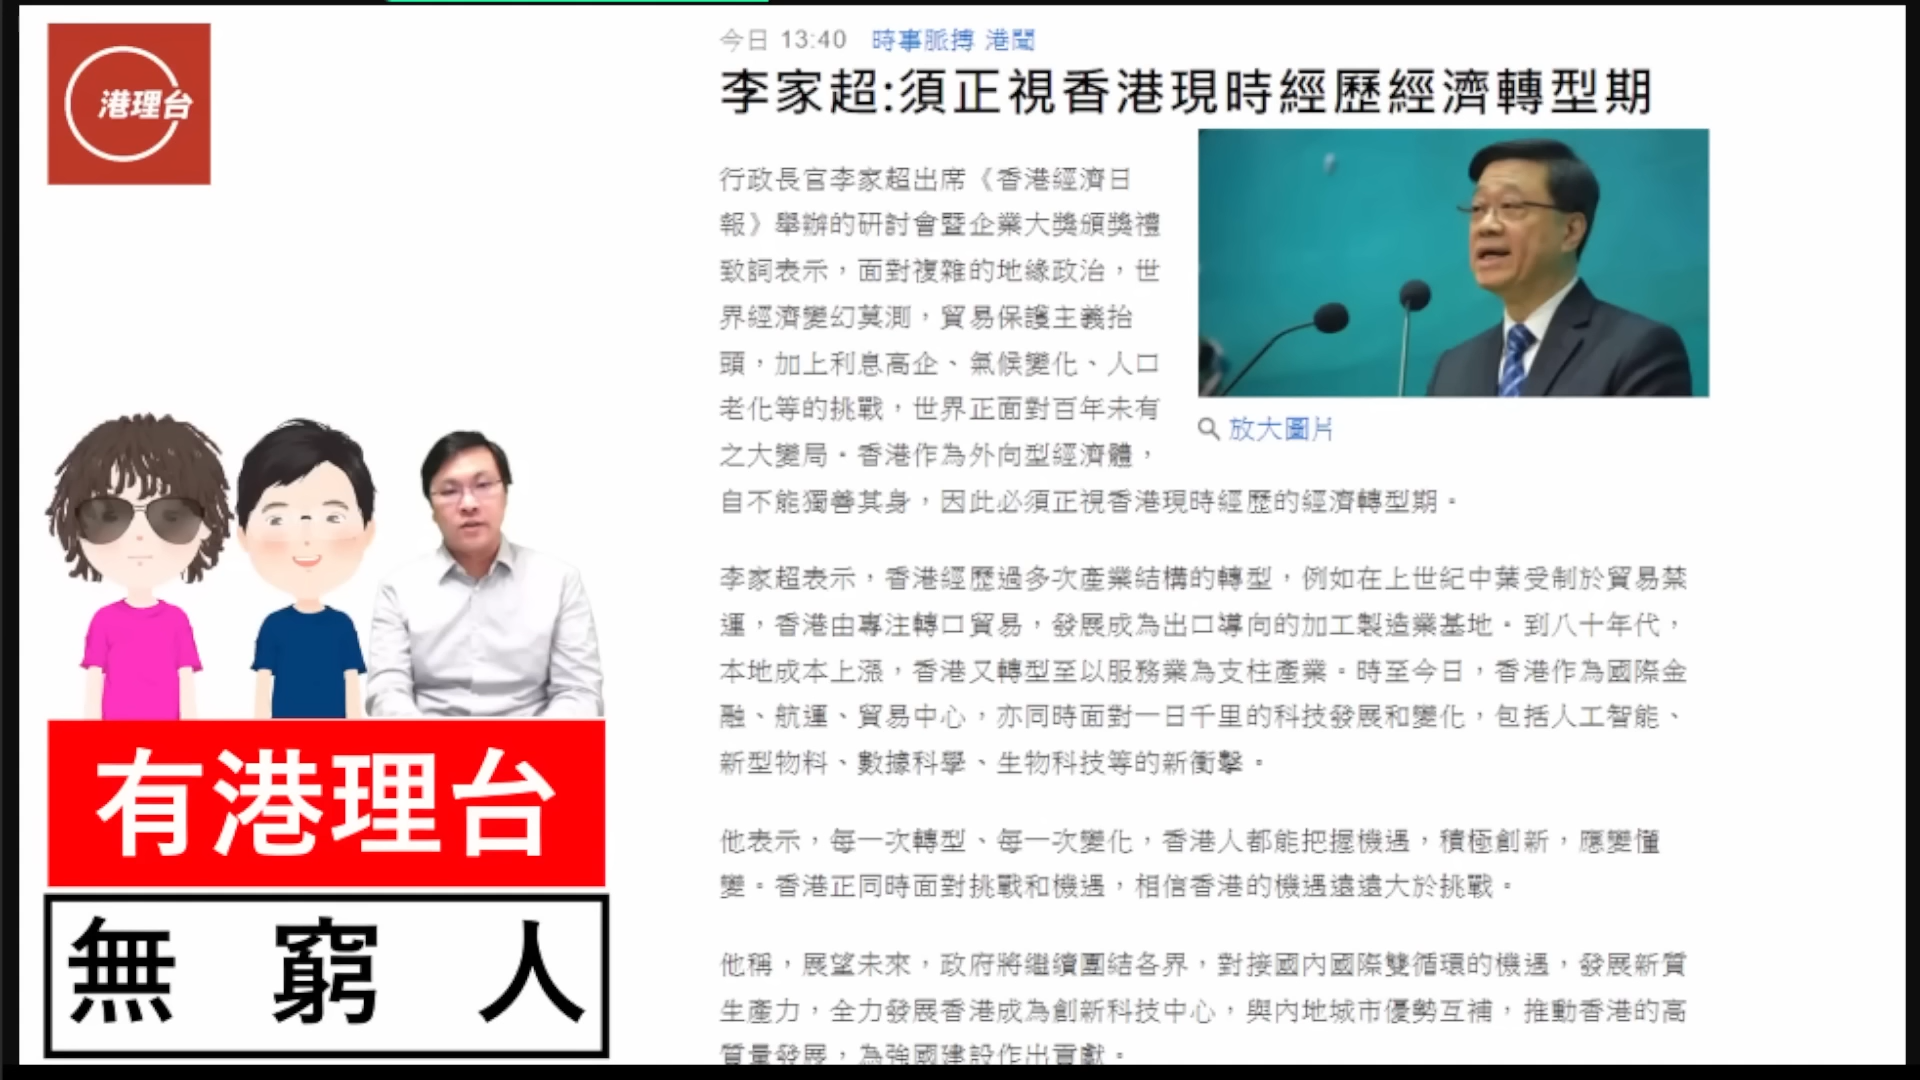 港理台
今日 13:40 時事脈搏 港聞
李家超:須正視香港現時經歷經濟轉型期
行政長官李家超出席《香港經濟日
報》舉辦的研討會暨企業大獎頒獎禮
致詞表示，面對複雜的地緣政治，世
界經濟變幻莫測，貿易保護主義抬
頭，加上利息高企、氣候變化、人口
老化等的挑戰，世界正面對百年未有
之大變局。香港作為外向型經濟體，
自不能獨善其身，因此必須正視香港現時經歷的經濟轉型期。
放大圖片
李家超表示，香港經歷過多次產業結構的轉型，例如在上世紀中葉受制於貿易禁
運，香港由專注轉口貿易，發展成為出口導向的加工製造業基地。到八十年代，
本地成本上漲，香港又轉型至以服務業為支柱產業。時至今日，香港作為國際金
融、航運、貿易中心，亦同時面對一日千里的科技發展和變化，包括人工智能、
新型物料、數據科學、生物科技等的新衝擊。
他表示，每一次轉型、每一次變化，香港人都能把握機遇，積極創新，應變懂
變。香港正同時面對挑戰和機遇，相信香港的機遇遠遠大於挑戰。
他稱，展望未來，政府將繼續團結各界，對接國內國際雙循環的機遇，發展新質
生產力，全力發展香港成為創新科技中心，與內地城市優勢互補，推動香港的高
質量發展，為強國建設作出貢獻。
有港理台
無 窮 人